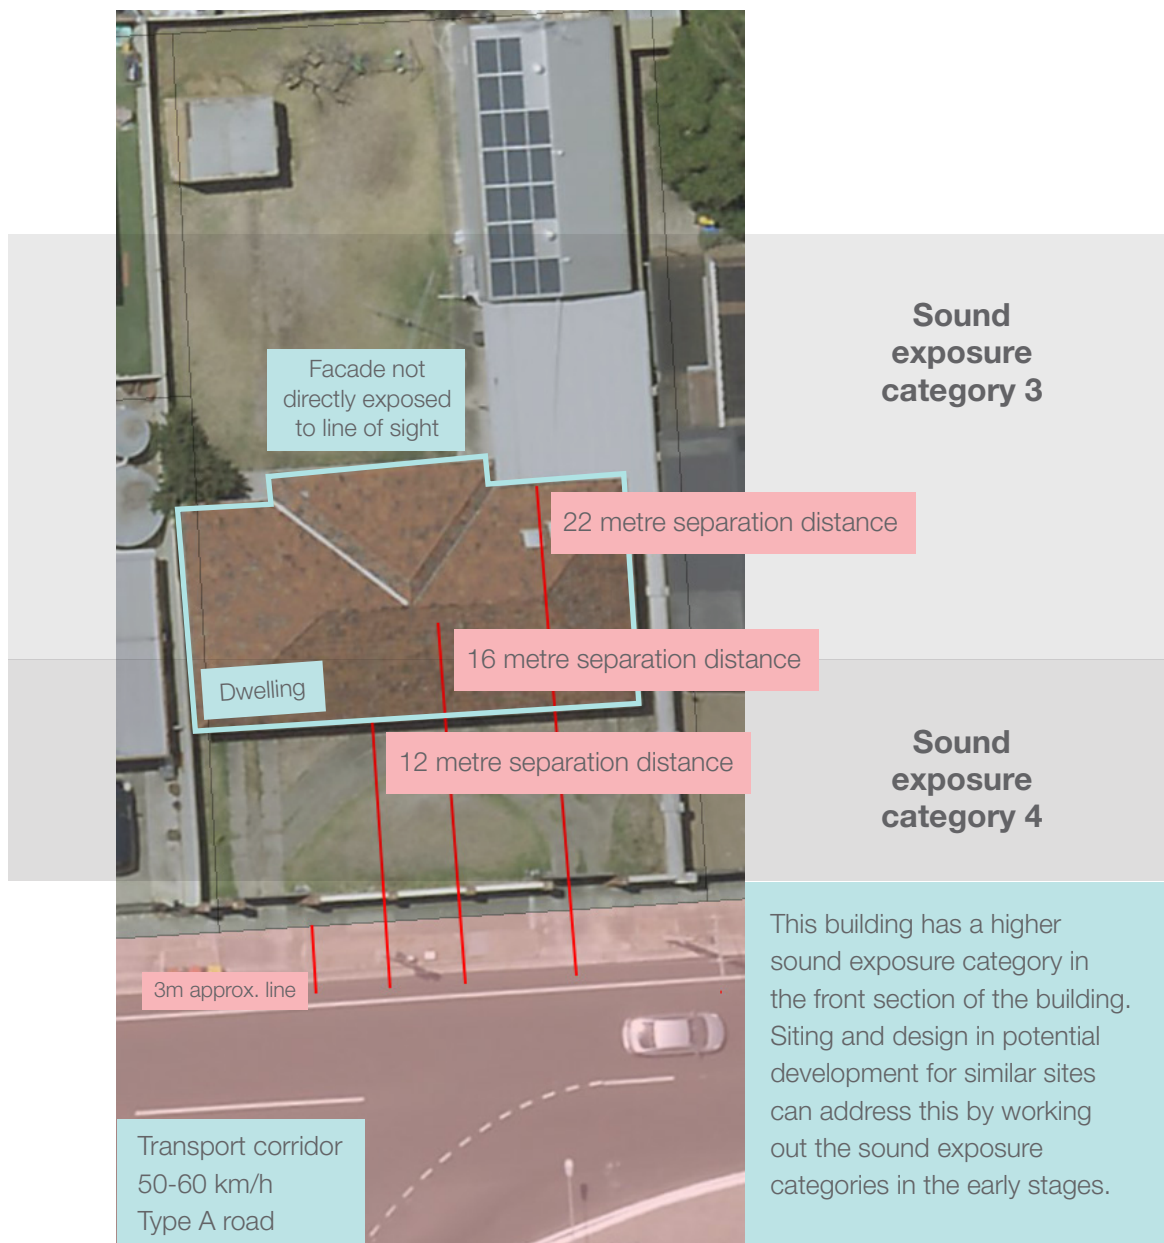 Sound
exposure
category 3
Facade not
directly exposed
to line of sight
22 metre separation distance
16 metre separation distance
Dwelling
12 metre separation distance
Sound
exposure
category 4
3m approx. line
This building has a higher
sound exposure category in
the front section of the building.
Siting and design in potential
development for similar sites
can address this by working
out the sound exposure
categories in the early stages.
Transport corridor
50-60 km/h
Type A road